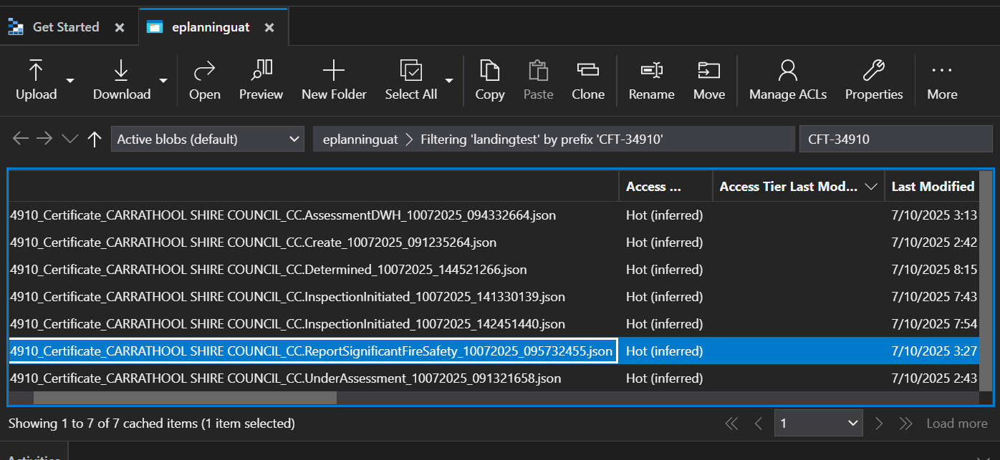 Get Started
eplanninguat
Upload Download Open Preview New Folder Select All Copy Paste Clone Rename Move Manage ACLs Properties More
Active blobs (default) eplanninguat Filtering 'landingtest' by prefix 'CFT-34910' CFT-34910
Access ... Access Tier Last Mod... Last Modified
4910_Certificate_CARRATHOOL SHIRE COUNCIL_CC.AssessmentDWH_10072025_094332664.json Hot (inferred) 7/10/2025 3:13
4910_Certificate_CARRATHOOL SHIRE COUNCIL_CC.Create_10072025_091235264.json Hot (inferred) 7/10/2025 2:42
4910_Certificate_CARRATHOOL SHIRE COUNCIL_CC.Determined_10072025_144521266.json Hot (inferred) 7/10/2025 8:15
4910_Certificate_CARRATHOOL SHIRE COUNCIL_CC.InspectionInitiated_10072025_141330139.json Hot (inferred) 7/10/2025 7:43
4910_Certificate_CARRATHOOL SHIRE COUNCIL_CC.InspectionInitiated_10072025_142451440.json Hot (inferred) 7/10/2025 7:54
4910_Certificate_CARRATHOOL SHIRE COUNCIL_CC.ReportSignificantFireSafety_10072025_095732455.json Hot (inferred) 7/10/2025 3:27
4910_Certificate_CARRATHOOL SHIRE COUNCIL_CC.UnderAssessment_10072025_091321658.json Hot (inferred) 7/10/2025 2:43
Showing 1 to 7 of 7 cached items (1 item selected) 1 Load more
Activities